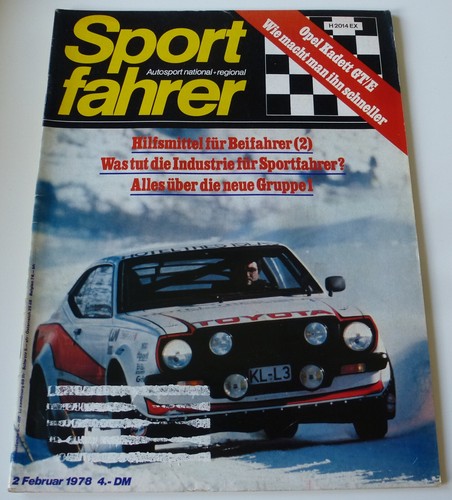 Sport
fahrer
Autosport national • regional
H 2014 EX
Opel Kadett GT/E
Wie macht man ihn schneller
Hilfsmittel für Beifahrer (2)
Was tut die Industrie für Sportfahrer?
Alles über die neue Gruppe 1
TOYOTA
KL-L3
2 Februar 1978 4.- DM